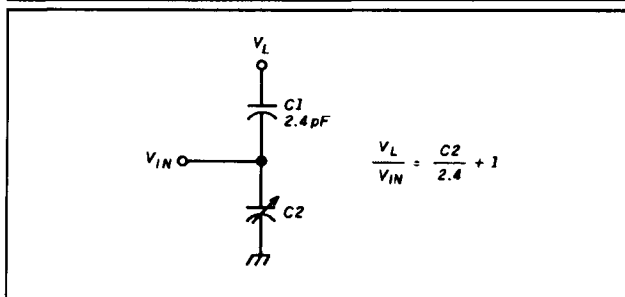 V_L
C1
2.4 pF
V_IN
C2
V_L / V_IN = C2 / 2.4 + 1